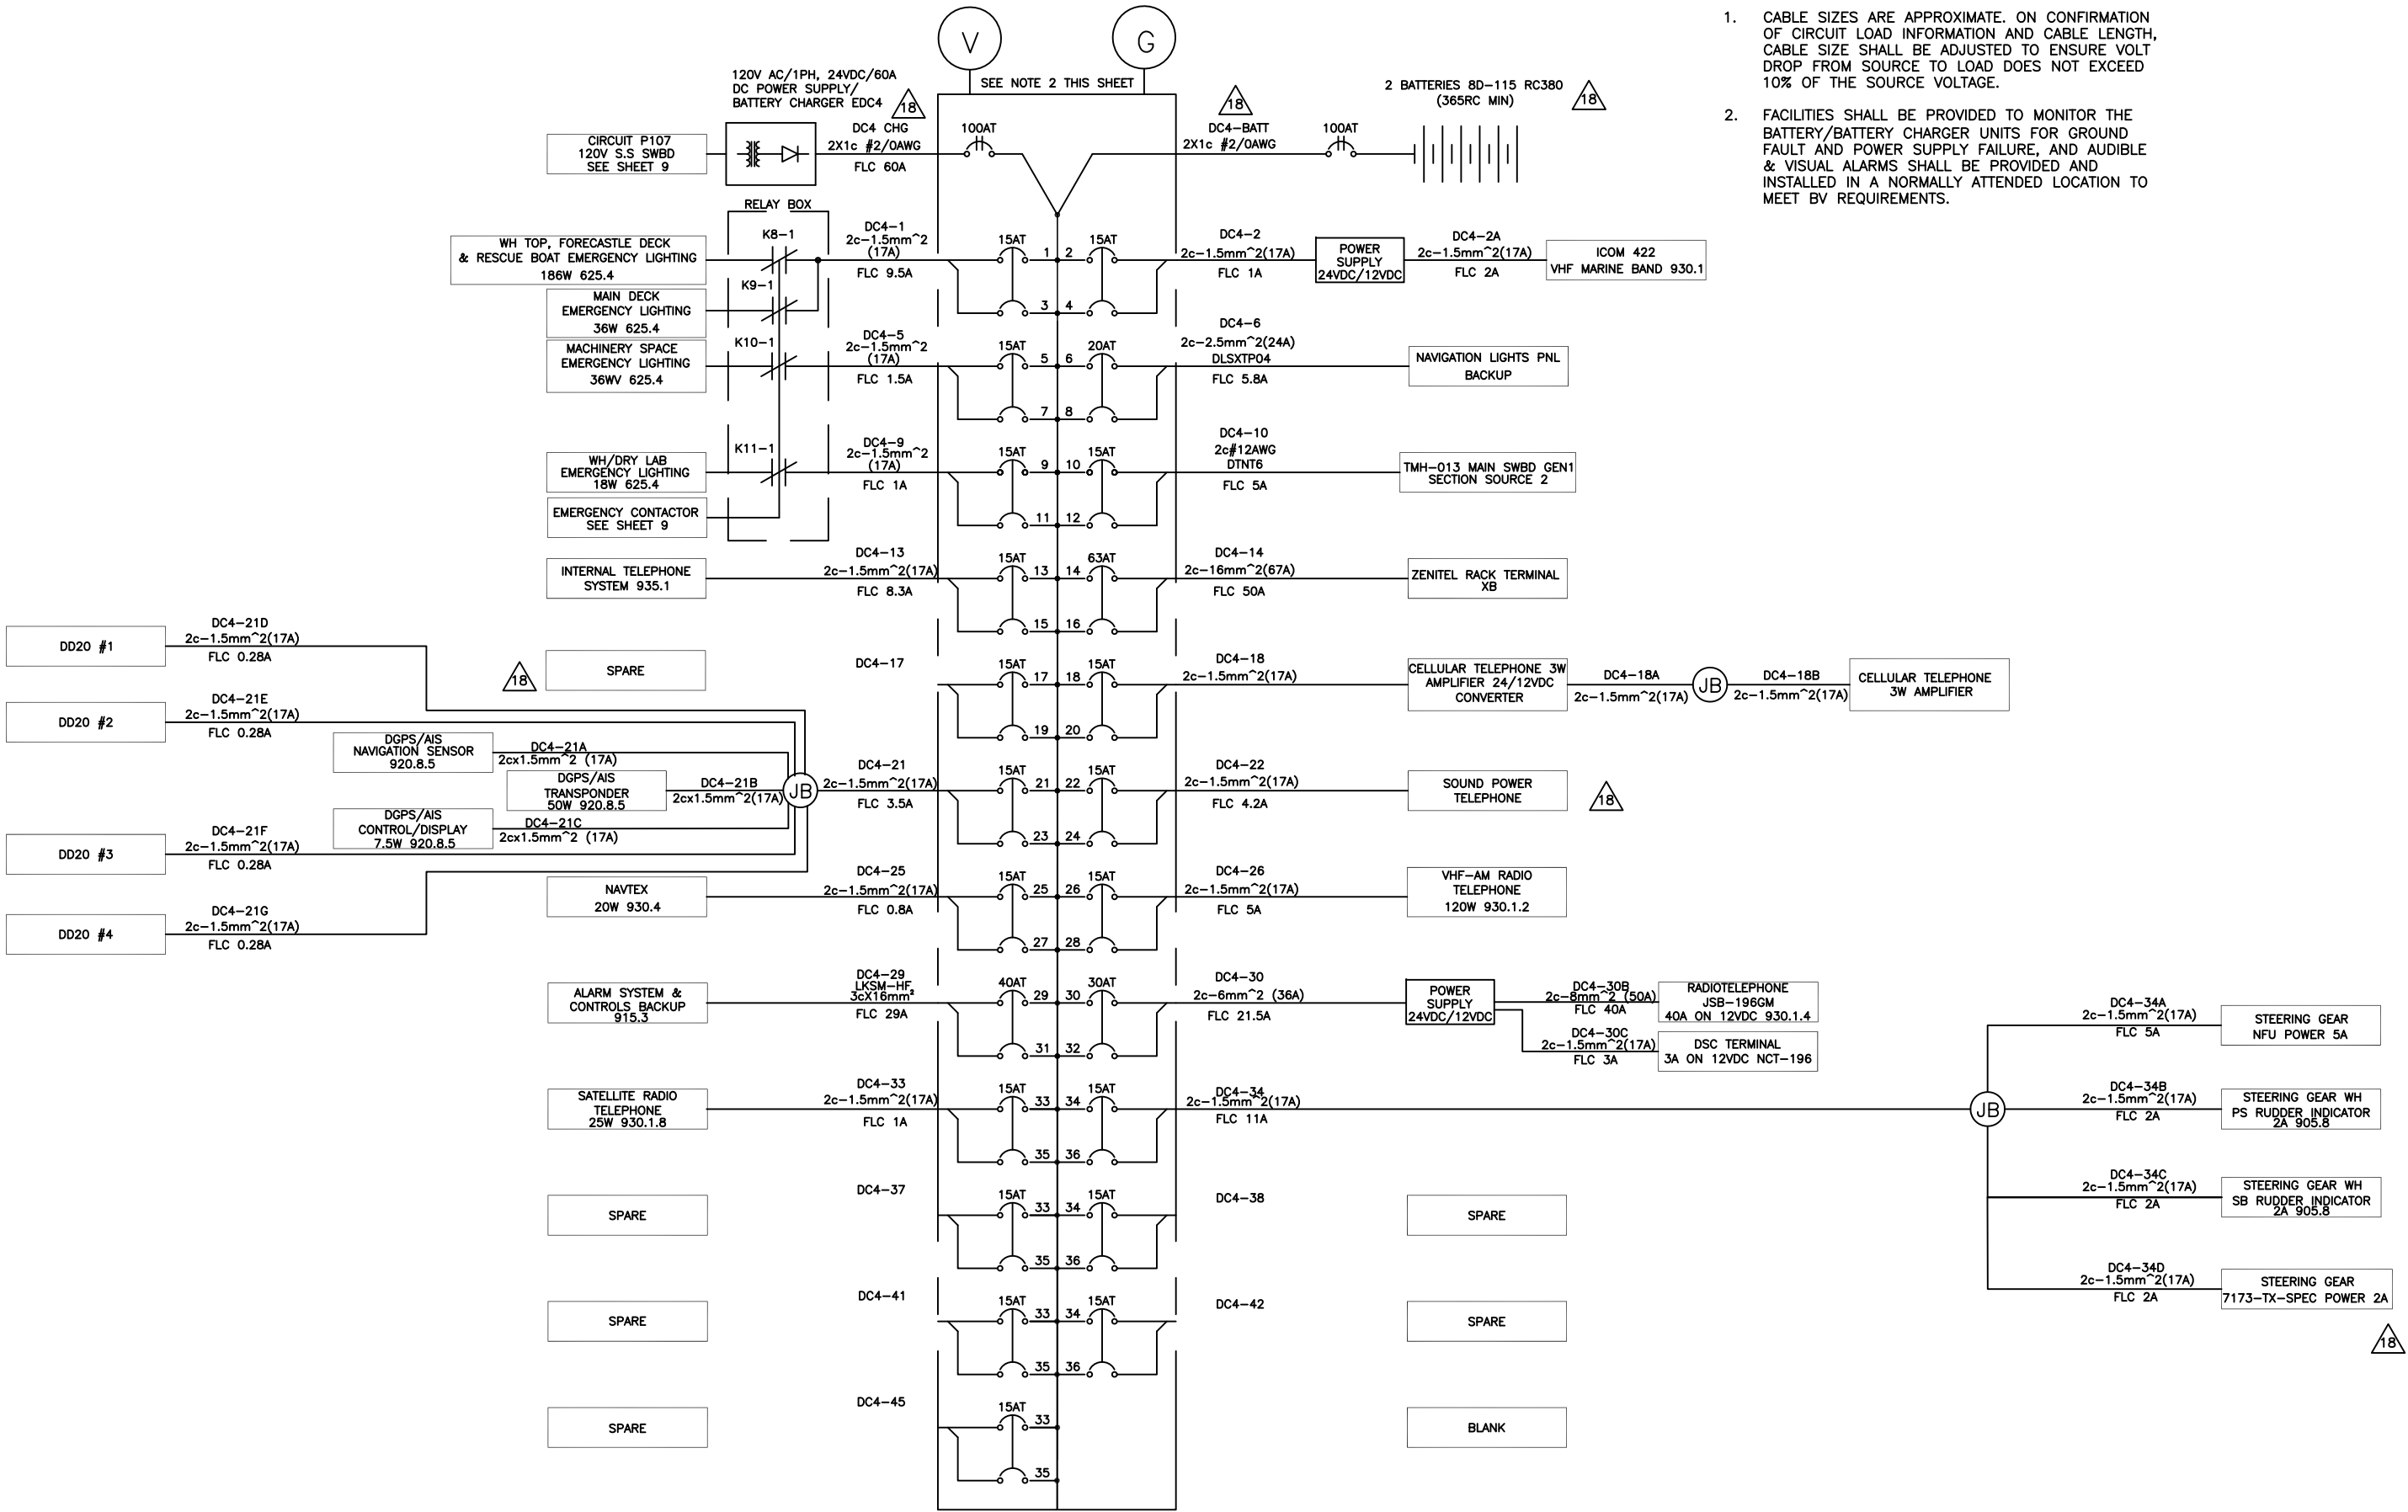 V
G
SEE NOTE 2 THIS SHEET
1. CABLE SIZES ARE APPROXIMATE. ON CONFIRMATION
OF CIRCUIT LOAD INFORMATION AND CABLE LENGTH,
CABLE SIZE SHALL BE ADJUSTED TO ENSURE VOLT
DROP FROM SOURCE TO LOAD DOES NOT EXCEED
10% OF THE SOURCE VOLTAGE.
2. FACILITIES SHALL BE PROVIDED TO MONITOR THE
BATTERY/BATTERY CHARGER UNITS FOR GROUND
FAULT AND POWER SUPPLY FAILURE, AND AUDIBLE
& VISUAL ALARMS SHALL BE PROVIDED AND
INSTALLED IN A NORMALLY ATTENDED LOCATION TO
MEET BV REQUIREMENTS.
120V AC/1PH, 24VDC/60A
DC POWER SUPPLY/
BATTERY CHARGER EDC4
18
CIRCUIT P107
120V S.S SWBD
SEE SHEET 9
DC4 CHG
2X1c #2/0AWG
FLC 60A
100AT
18
DC4-BATT
2X1c #2/0AWG
100AT
2 BATTERIES 8D-115 RC380
(365RC MIN)
18
RELAY BOX
WH TOP, FORECASTLE DECK
& RESCUE BOAT EMERGENCY LIGHTING
186W 625.4
K8-1
DC4-1
2c-1.5mm^2
(17A)
FLC 9.5A
15AT
1
2
15AT
3
4
DC4-2
2c-1.5mm^2(17A)
FLC 1A
POWER
SUPPLY
24VDC/12VDC
DC4-2A
2c-1.5mm^2(17A)
FLC 2A
ICOM 422
VHF MARINE BAND 930.1
MAIN DECK
EMERGENCY LIGHTING
36W 625.4
K9-1
MACHINERY SPACE
EMERGENCY LIGHTING
36WV 625.4
K10-1
DC4-5
2c-1.5mm^2
(17A)
FLC 1.5A
15AT
5
6
20AT
7
8
DC4-6
2c-2.5mm^2(24A)
DLSXTP04
FLC 5.8A
NAVIGATION LIGHTS PNL
BACKUP
WH/DRY LAB
EMERGENCY LIGHTING
18W 625.4
K11-1
DC4-9
2c-1.5mm^2
(17A)
FLC 1A
15AT
9
10
15AT
11
12
DC4-10
2c#12AWG
DTNT6
FLC 5A
TMH-013 MAIN SWBD GEN1
SECTION SOURCE 2
EMERGENCY CONTACTOR
SEE SHEET 9
INTERNAL TELEPHONE
SYSTEM 935.1
DC4-13
2c-1.5mm^2(17A)
FLC 8.3A
15AT
13
14
63AT
15
16
DC4-14
2c-16mm^2(67A)
FLC 50A
ZENITEL RACK TERMINAL
XB
DD20 #1
DC4-21D
2c-1.5mm^2(17A)
FLC 0.28A
18
SPARE
DC4-17
15AT
17
18
15AT
19
20
DC4-18
2c-1.5mm^2(17A)
CELLULAR TELEPHONE 3W
AMPLIFIER 24/12VDC
CONVERTER
DC4-18A
2c-1.5mm^2(17A)
JB
DC4-18B
2c-1.5mm^2(17A)
CELLULAR TELEPHONE
3W AMPLIFIER
DD20 #2
DC4-21E
2c-1.5mm^2(17A)
FLC 0.28A
DGPS/AIS
NAVIGATION SENSOR
920.8.5
DC4-21A
2cx1.5mm^2 (17A)
DGPS/AIS
TRANSPONDER
50W 920.8.5
DC4-21B
2cx1.5mm^2(17A)
JB
DC4-21
2c-1.5mm^2(17A)
FLC 3.5A
15AT
21
22
15AT
23
24
DC4-22
2c-1.5mm^2(17A)
FLC 4.2A
SOUND POWER
TELEPHONE
18
DGPS/AIS
CONTROL/DISPLAY
7.5W 920.8.5
DC4-21C
2cx1.5mm^2 (17A)
DD20 #3
DC4-21F
2c-1.5mm^2(17A)
FLC 0.28A
NAVTEX
20W 930.4
DC4-25
2c-1.5mm^2(17A)
FLC 0.8A
15AT
25
26
15AT
27
28
DC4-26
2c-1.5mm^2(17A)
FLC 5A
VHF-AM RADIO
TELEPHONE
120W 930.1.2
DD20 #4
DC4-21G
2c-1.5mm^2(17A)
FLC 0.28A
ALARM SYSTEM &
CONTROLS BACKUP
915.3
DC4-29
LKSM-HF
3cX16mm²
FLC 29A
40AT
29
30
30AT
31
32
DC4-30
2c-6mm^2 (36A)
FLC 21.5A
POWER
SUPPLY
24VDC/12VDC
DC4-30B
2c-8mm^2 (50A)
FLC 40A
RADIOTELEPHONE
JSB-196GM
40A ON 12VDC 930.1.4
DC4-30C
2c-1.5mm^2(17A)
FLC 3A
DSC TERMINAL
3A ON 12VDC NCT-196
SATELLITE RADIO
TELEPHONE
25W 930.1.8
DC4-33
2c-1.5mm^2(17A)
FLC 1A
15AT
33
34
15AT
35
36
DC4-34
2c-1.5mm^2(17A)
FLC 11A
JB
DC4-34A
2c-1.5mm^2(17A)
FLC 5A
STEERING GEAR
NFU POWER 5A
DC4-34B
2c-1.5mm^2(17A)
FLC 2A
STEERING GEAR WH
PS RUDDER INDICATOR
2A 905.8
DC4-34C
2c-1.5mm^2(17A)
FLC 2A
STEERING GEAR WH
SB RUDDER INDICATOR
2A 905.8
DC4-34D
2c-1.5mm^2(17A)
FLC 2A
STEERING GEAR
7173-TX-SPEC POWER 2A
18
SPARE
DC4-37
15AT
33
34
15AT
35
36
DC4-38
SPARE
SPARE
DC4-41
15AT
33
34
15AT
35
36
DC4-42
SPARE
SPARE
DC4-45
15AT
33
35
BLANK